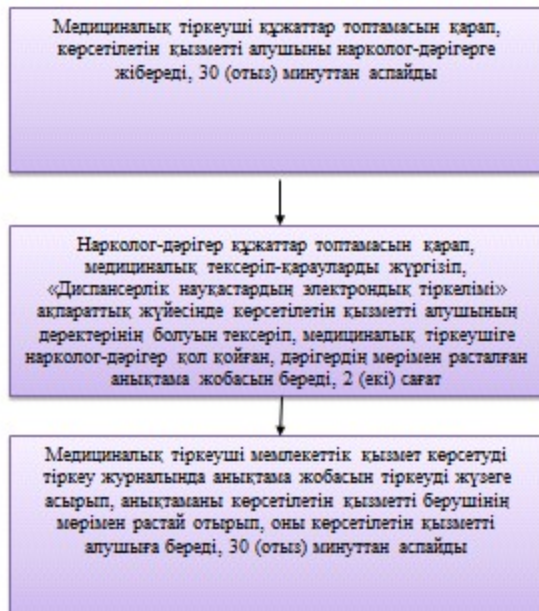 Медициналық тіркеуші құжаттар топтамасын қарап,
көрсетілетін қызметті алушыны нарколог-дәрігерге
жібереді, 30 (отыз) минуттан аспайды
Нарколог-дәрігер құжаттар топтамасын қарап,
медициналық тексеріп-қарауларды жүргізіп,
«Диспансерлік науқастардың электрондық тіркелімі»
ақпараттық жүйесінде көрсетілетін қызметті алушының
деректерінің болуын тексеріп, медициналық тіркеушіге
нарколог-дәрігер қол қойған, дәрігердің мөрімен расталған
анықтама жобасын береді, 2 (екі) сағат
Медициналық тіркеуші мемлекеттік қызмет көрсетуді
тіркеу журналында анықтама жобасын тіркеуді жүзеге
асырып, анықтаманы көрсетілетін қызметті берушінің
мөрімен растай отырып, оны көрсетілетін қызметті
алушыға береді, 30 (отыз) минуттан аспайды